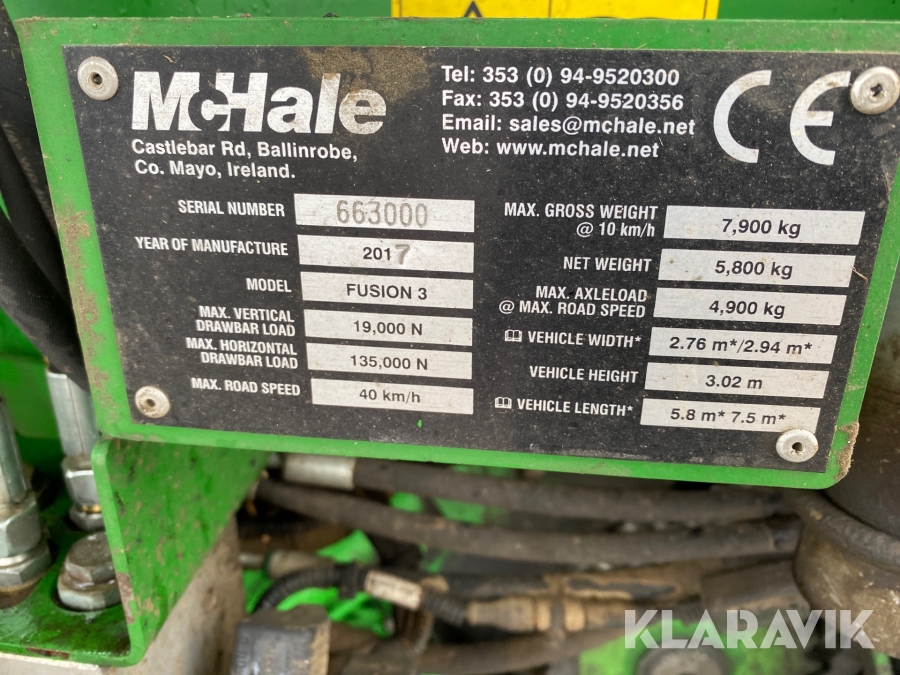 McHale
Castlebar Rd, Ballinrobe,
Co. Mayo, Ireland.
Tel: 353 (0) 94-9520300
Fax: 353 (0) 94-9520356
Email: sales@mchale.net
Web: www.mchale.net
CE
SERIAL NUMBER 663000
YEAR OF MANUFACTURE 2017
MODEL FUSION 3
MAX. VERTICAL
DRAWBAR LOAD 19,000 N
MAX. HORIZONTAL
DRAWBAR LOAD 135,000 N
MAX. ROAD SPEED 40 km/h
MAX. GROSS WEIGHT
@ 10 km/h 7,900 kg
NET WEIGHT 5,800 kg
MAX. AXLELOAD
@ MAX. ROAD SPEED 4,900 kg
VEHICLE WIDTH* 2.76 m*/2.94 m*
VEHICLE HEIGHT 3.02 m
VEHICLE LENGTH* 5.8 m* 7.5 m*
KLARAVIK